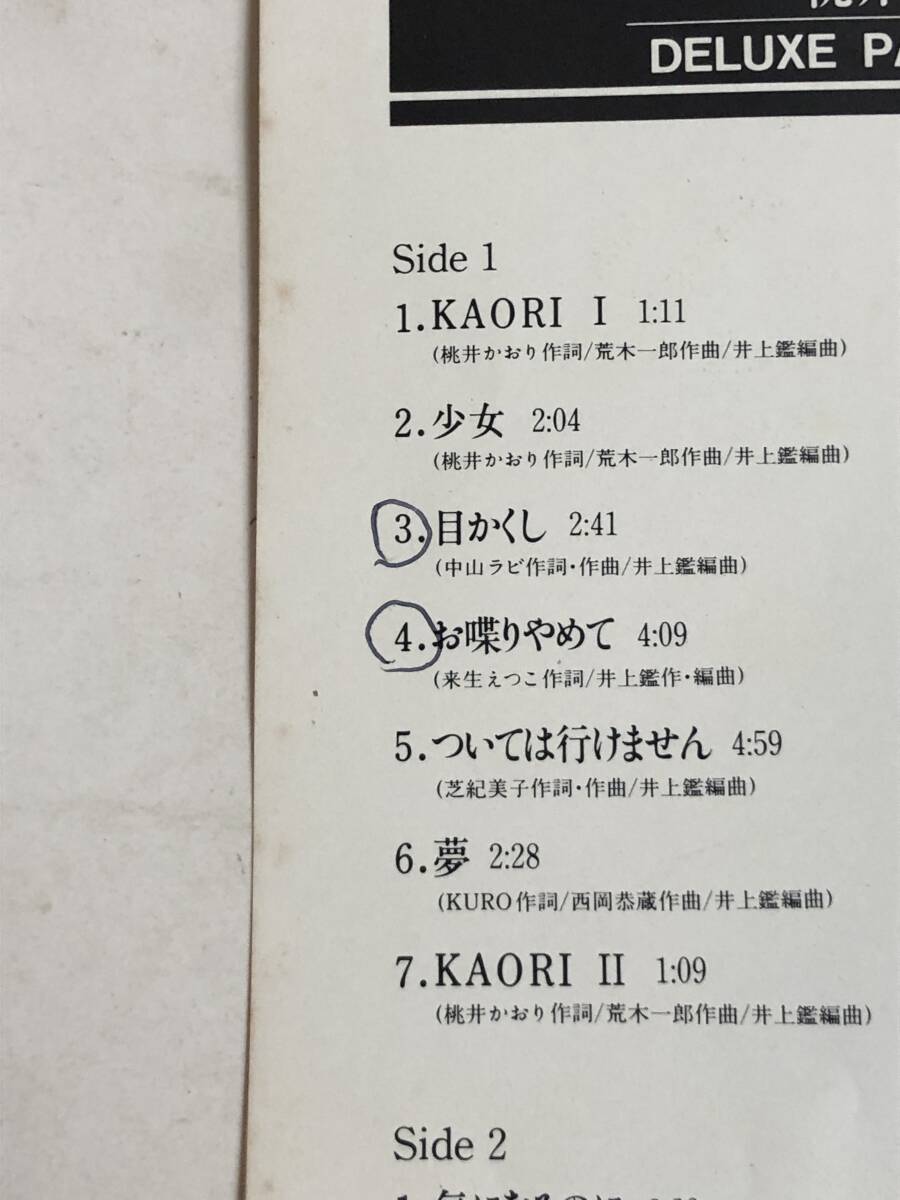 DELUXE PA
Side 1
1.KAORI I 1:11
(桃井かおり作詞/荒木一郎作曲/井上鑑編曲)
2.少女 2:04
(桃井かおり作詞/荒木一郎作曲/井上鑑編曲)
3.目かくし 2:41
(中山ラビ作詞・作曲/井上鑑編曲)
4.お喋りやめて 4:09
(来生えつこ作詞/井上鑑作・編曲)
5.ついては行けません 4:59
(芝紀美子作詞・作曲/井上鑑編曲)
6.夢 2:28
(KURO作詞/西岡恭蔵作曲/井上鑑編曲)
7.KAORI II 1:09
(桃井かおり作詞/荒木一郎作曲/井上鑑編曲)
Side 2